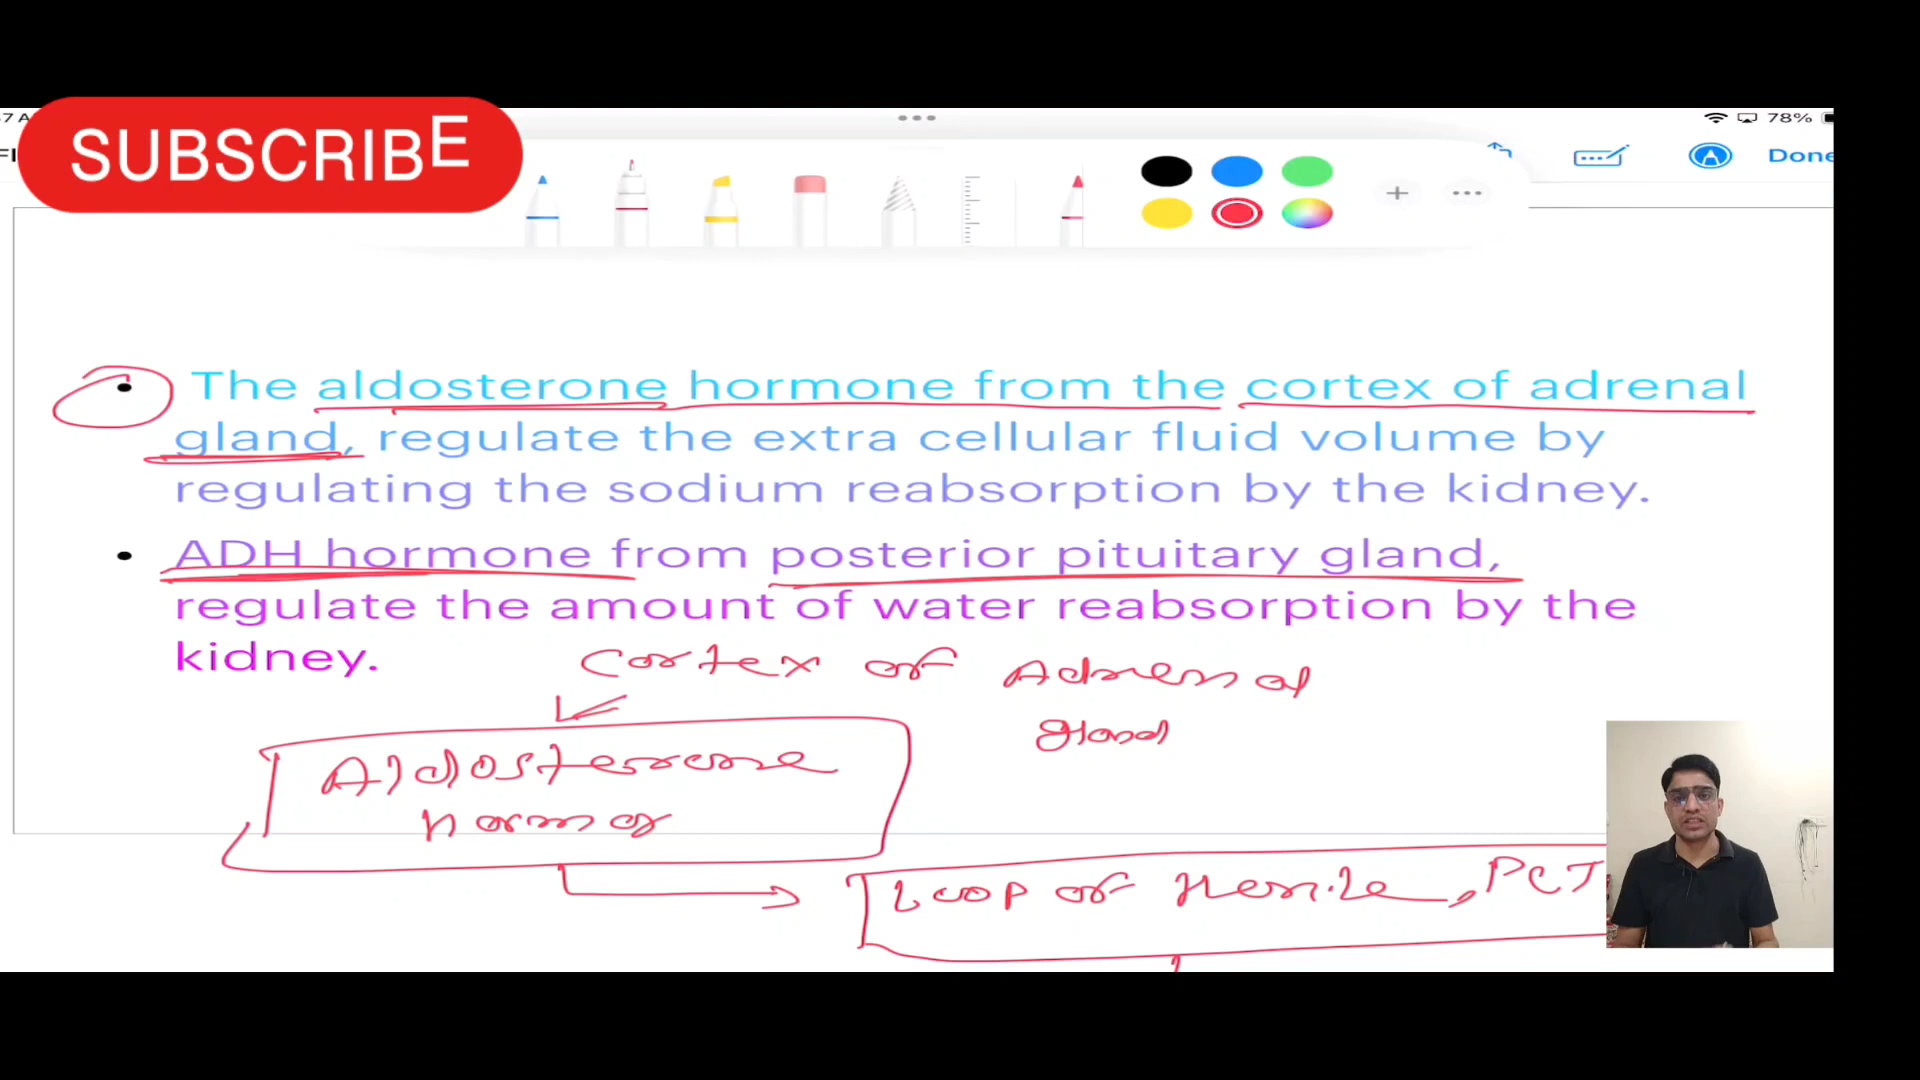 SUBSCRIBE
78%
Done
• The aldosterone hormone from the cortex of adrenal
gland, regulate the extra cellular fluid volume by
regulating the sodium reabsorption by the kidney.
• ADH hormone from posterior pituitary gland,
regulate the amount of water reabsorption by the
kidney.
Cortex of Adrenal
gland
Aldosterone
Loop of Henle, PCT